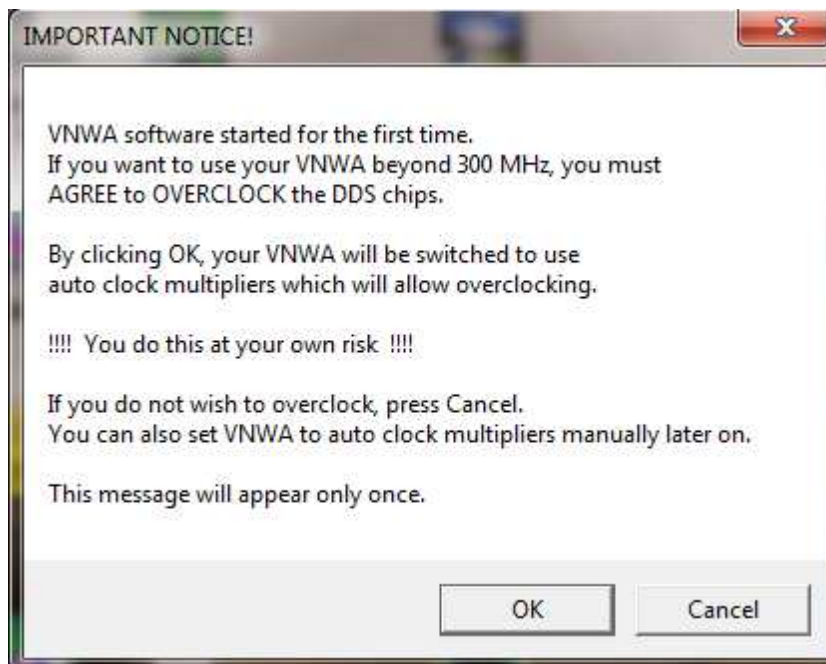 IMPORTANT NOTICE!
VNWA software started for the first time.
If you want to use your VNWA beyond 300 MHz, you must
AGREE to OVERCLOCK the DDS chips.
By clicking OK, your VNWA will be switched to use
auto clock multipliers which will allow overclocking.
!!!!  You do this at your own risk  !!!!
If you do not wish to overclock, press Cancel.
You can also set VNWA to auto clock multipliers manually later on.
This message will appear only once.
OK
Cancel